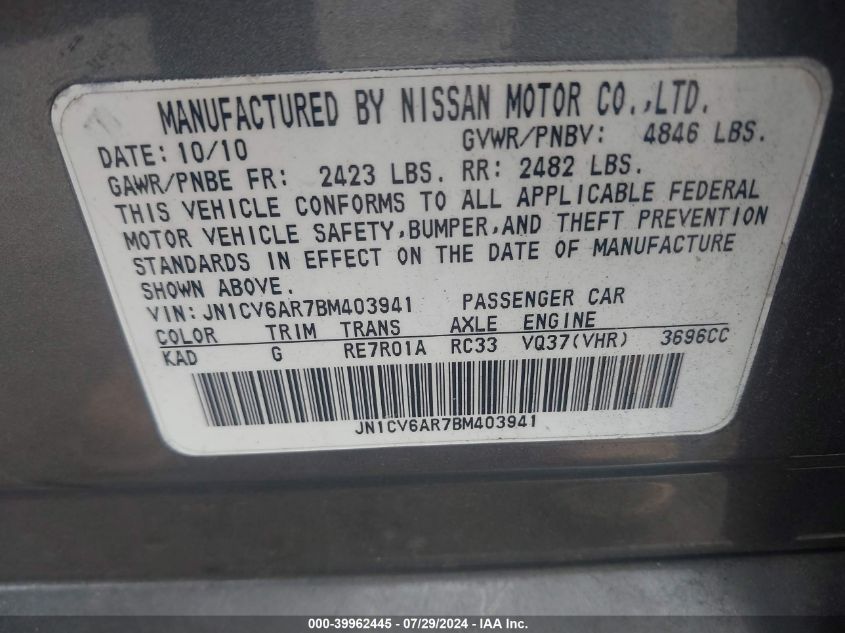 MANUFACTURED BY NISSAN MOTOR CO.,LTD.
DATE: 10/10 GVWR/PNBV: 4846 LBS.
GAWR/PNBE FR: 2423 LBS. RR: 2482 LBS.
THIS VEHICLE CONFORMS TO ALL APPLICABLE FEDERAL
MOTOR VEHICLE SAFETY,BUMPER,AND THEFT PREVENTION
STANDARDS IN EFFECT ON THE DATE OF MANUFACTURE
SHOWN ABOVE.
VIN: JN1CV6AR7BM403941 PASSENGER CAR
COLOR TRIM TRANS AXLE ENGINE
KAD G RE7R01A RC33 VQ37(VHR) 3696CC
JN1CV6AR7BM403941
000-39962445 - 07/29/2024 - IAA Inc.